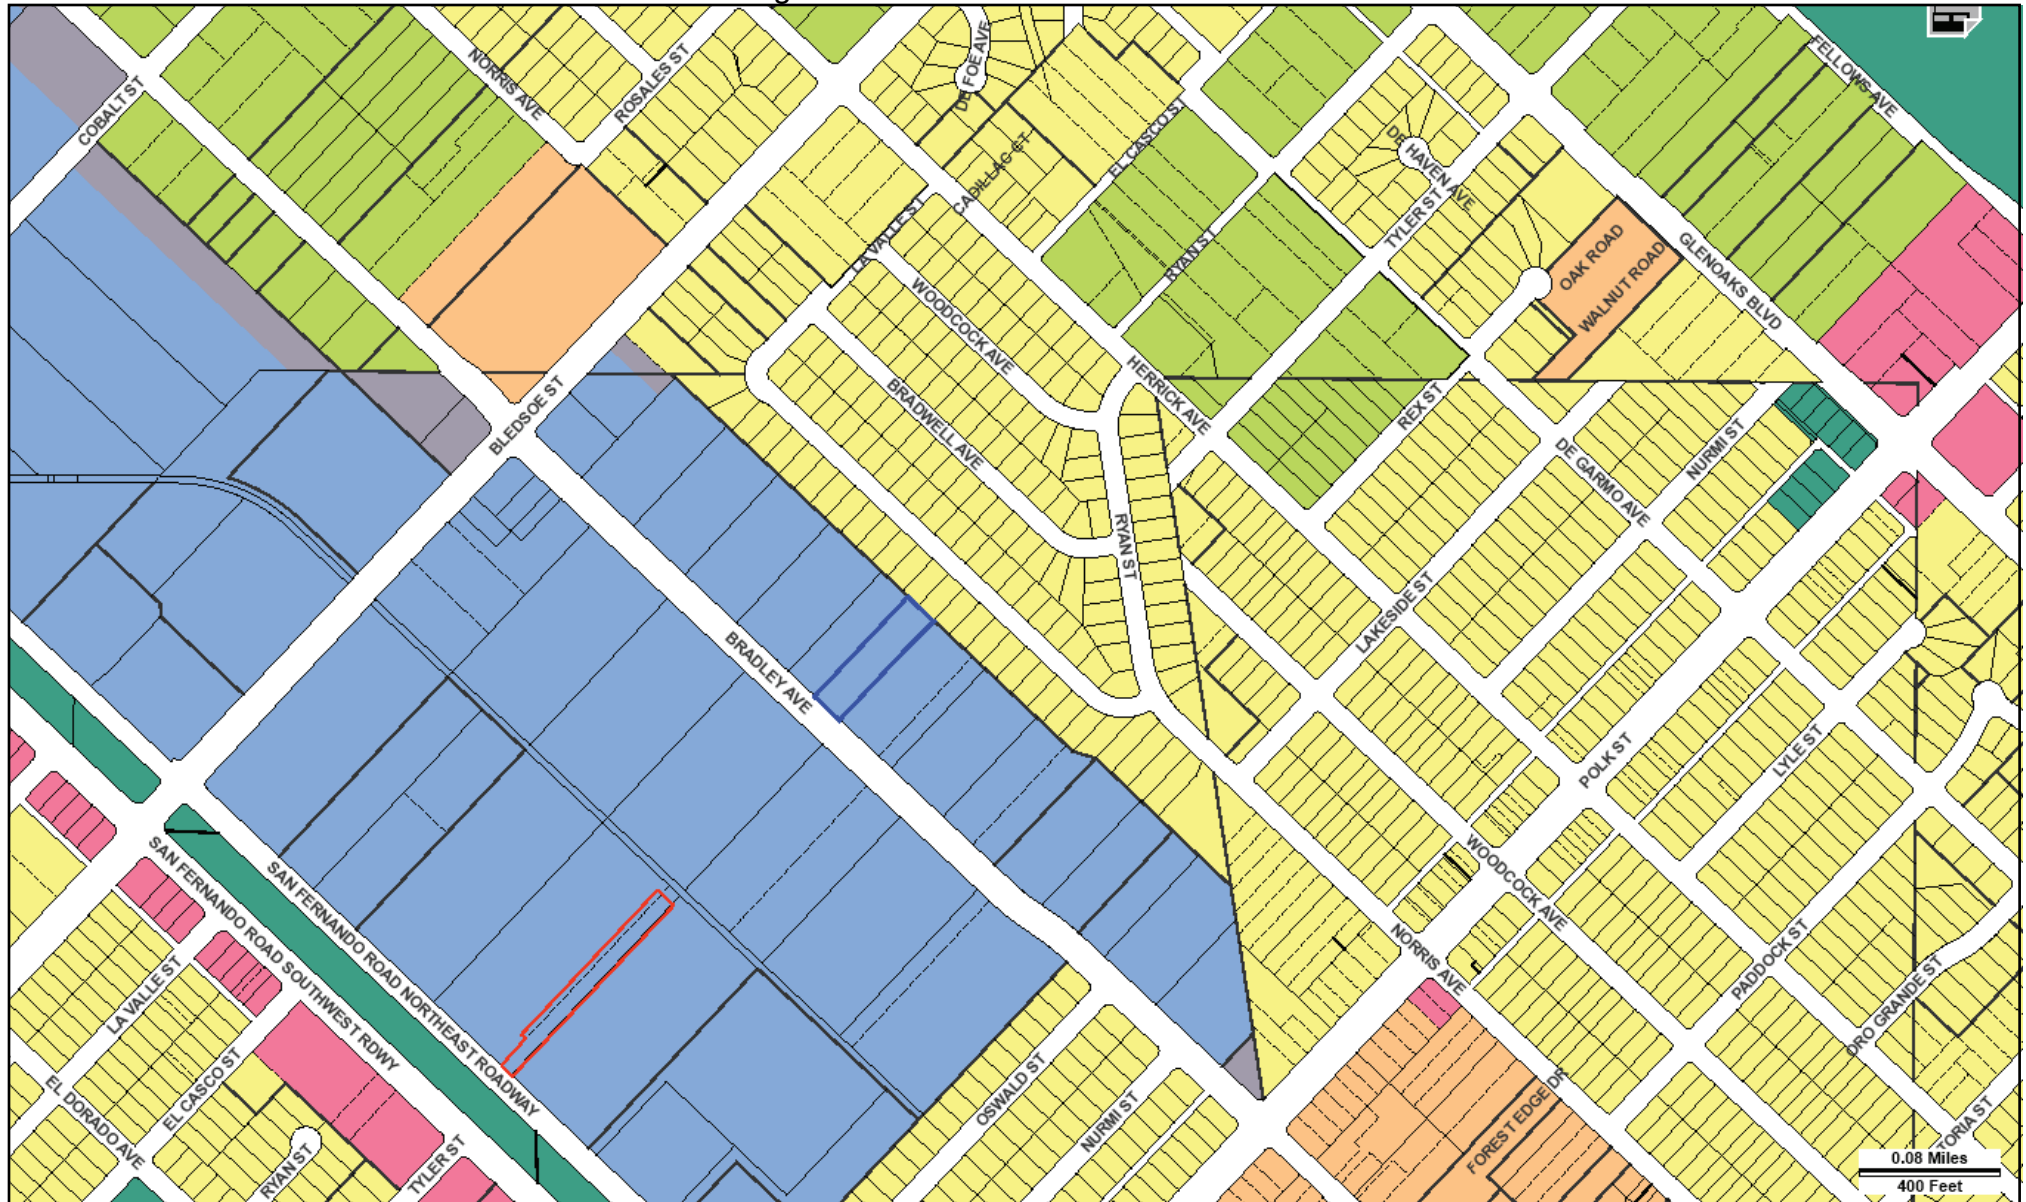 COBALT ST
NORRIS AVE
ROSALES ST
DE FOE AVE
FELLOWS AVE
EL CASCO ST
CADILLAC CT
DE HAVEN AVE
TYLER ST
LA VALLE ST
RYAN ST
OAK ROAD
WALNUT ROAD
GLENOAKS BLVD
WOODCOCK AVE
HERRICK AVE
BLEDSOE ST
BRADWELL AVE
REX ST
DE GARMO AVE
NURMI ST
RYAN ST
LAKESIDE ST
BRADLEY AVE
POLK ST
LYLE ST
SAN FERNANDO ROAD SOUTHWEST RDWY
SAN FERNANDO ROAD NORTHEAST ROADWAY
WOODCOCK AVE
NORRIS AVE
PADDOCK ST
ORO GRANDE ST
LA VALLE ST
EL CASCO ST
EL DORADO AVE
RYAN ST
TYLER ST
OSWALD ST
NURMI ST
FOREST EDGE DR
TORIA ST
0.08 Miles
400 Feet